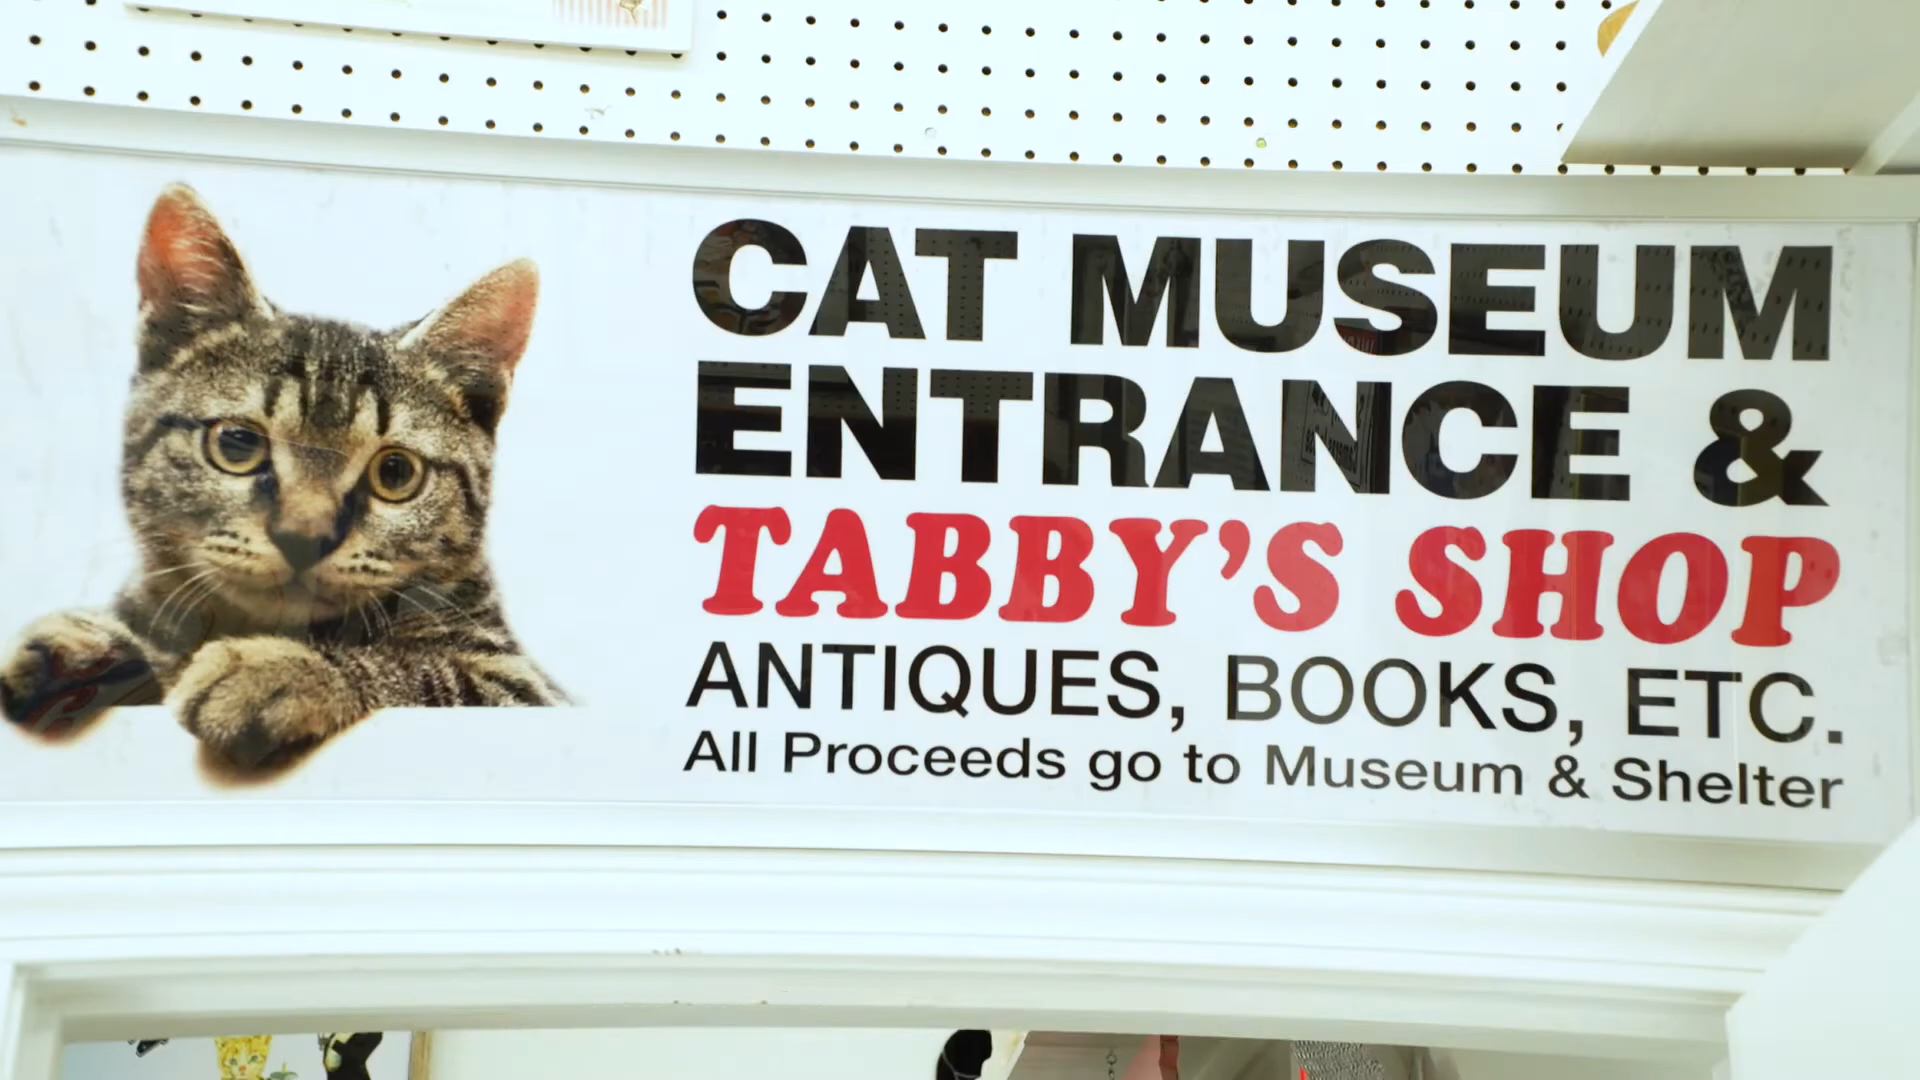 CAT MUSEUM
ENTRANCE &
TABBY'S SHOP
ANTIQUES, BOOKS, ETC.
All Proceeds go to Museum & Shelter